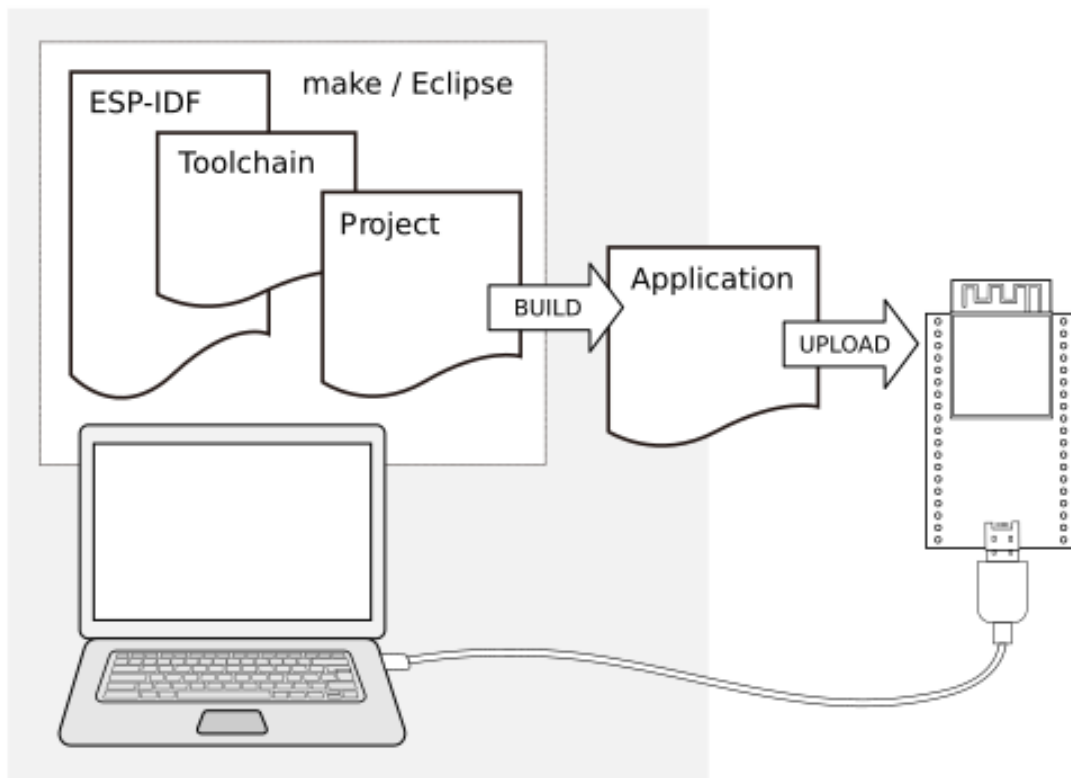 make / Eclipse
ESP-IDF
Toolchain
Project
BUILD
Application
UPLOAD